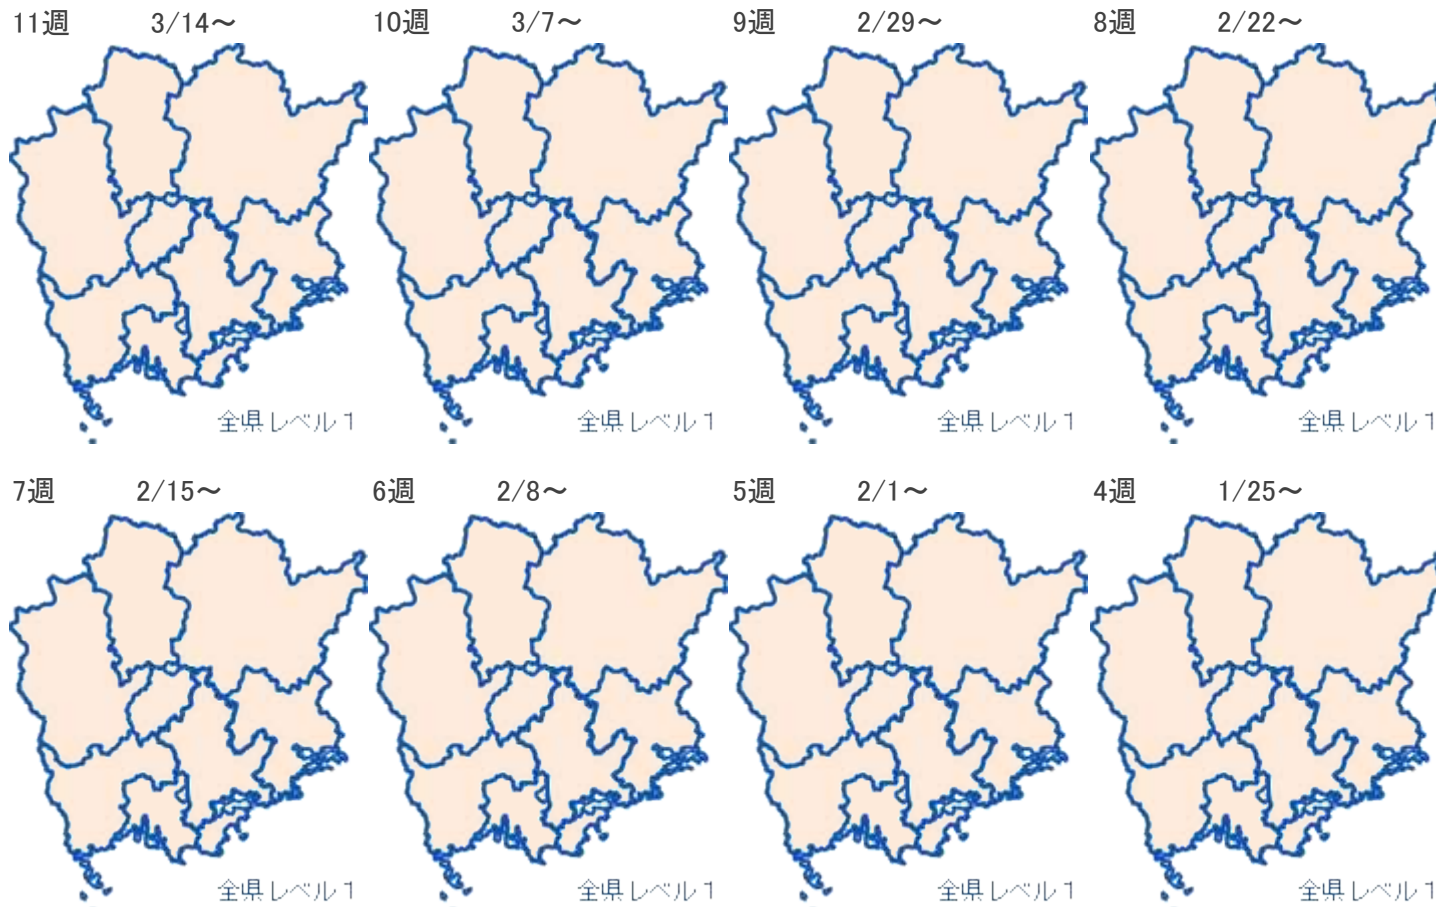 11週 3/14～
10週 3/7～
9週 2/29～
8週 2/22～
全県レベル1
全県レベル1
全県レベル1
全県レベル1
7週 2/15～
6週 2/8～
5週 2/1～
4週 1/25～
全県レベル1
全県レベル1
全県レベル1
全県レベル1